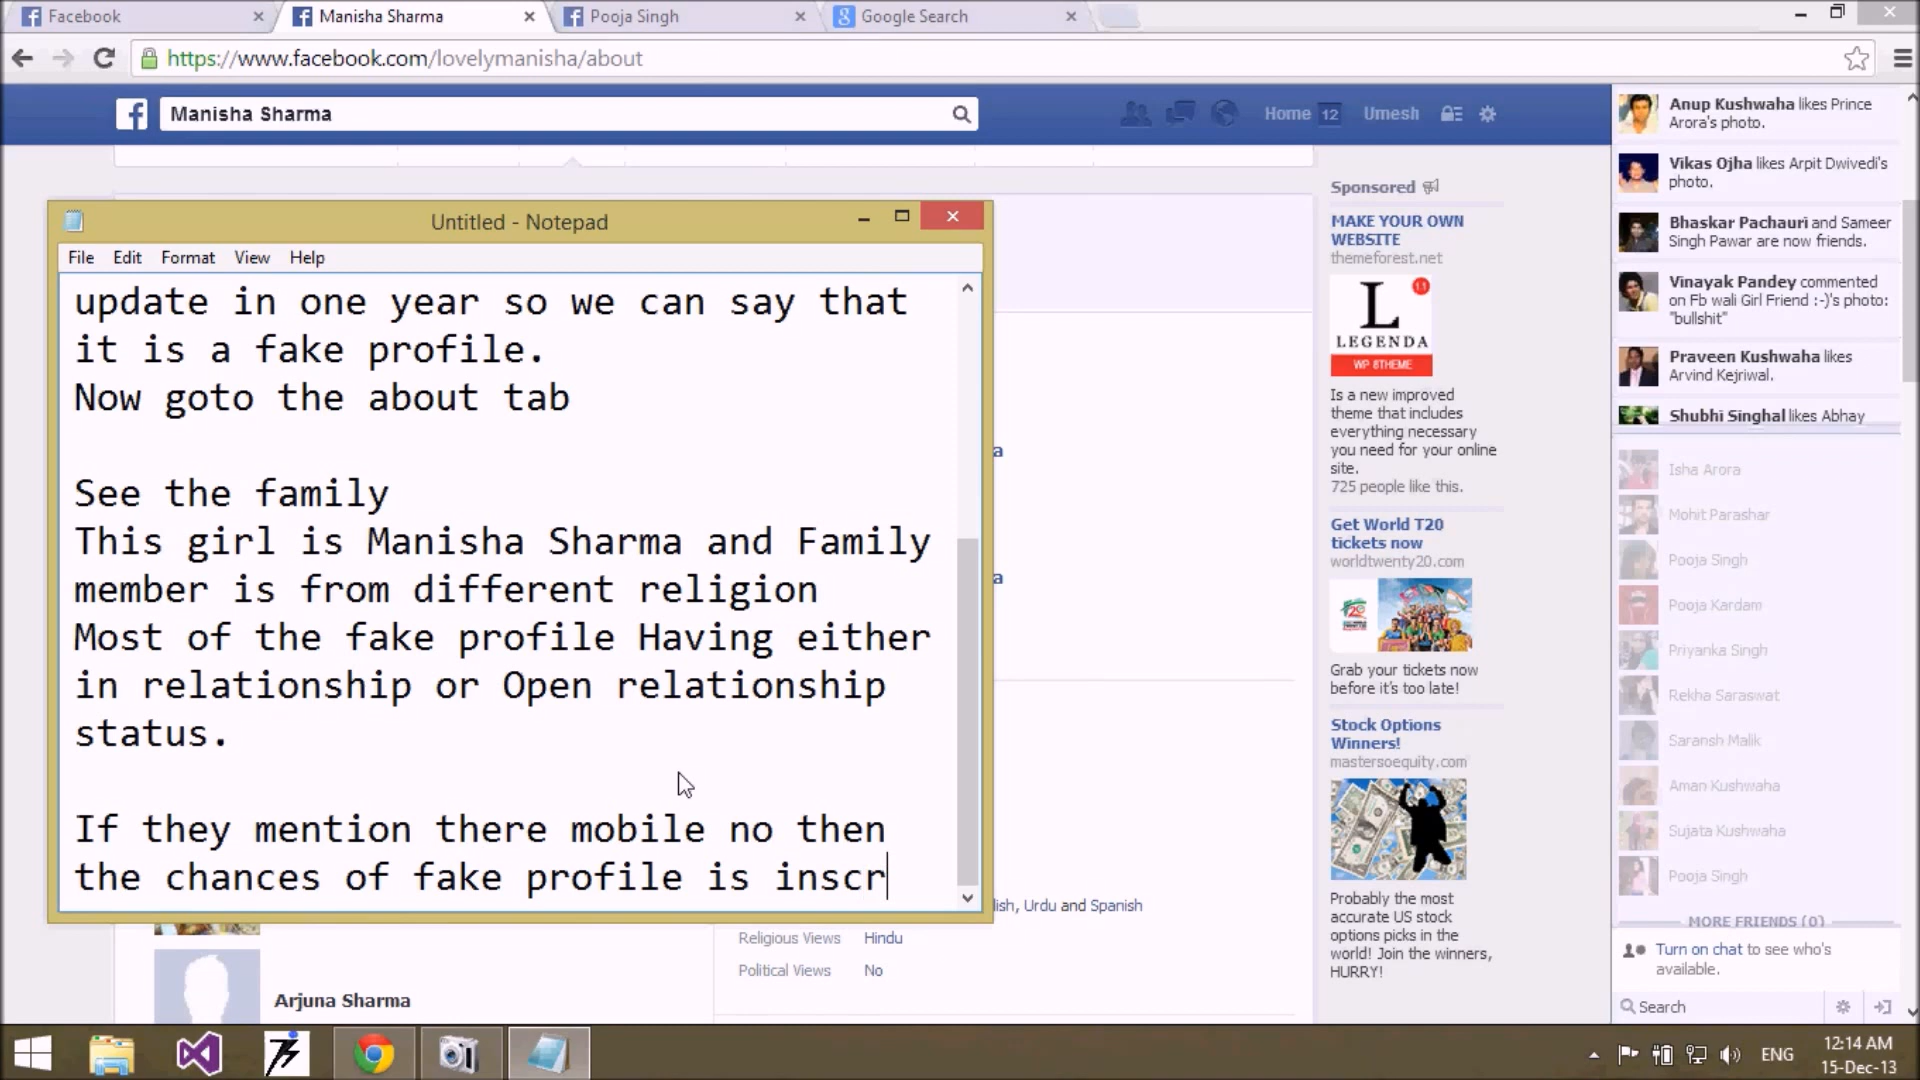 Facebook
Manisha Sharma
Pooja Singh
Google Search
https://www.facebook.com/lovelymanisha/about
Manisha Sharma
Home 12
Umesh
Untitled - Notepad
File Edit Format View Help
update in one year so we can say that
it is a fake profile.
Now goto the about tab
See the family
This girl is Manisha Sharma and Family
member is from different religion
Most of the fake profile Having either
in relationship or Open relationship
status.
If they mention there mobile no then
the chances of fake profile is inscr
a
a
lish, Urdu and Spanish
Religious Views Hindu
Political Views No
Arjuna Sharma
Sponsored
MAKE YOUR OWN
WEBSITE
themeforest.net
11
L
LEGENDA
WP 8THEME
Is a new improved
theme that includes
everything necessary
you need for your online
site.
725 people like this.
Get World T20
tickets now
worldtwenty20.com
Grab your tickets now
before it's too late!
Stock Options
Winners!
mastersoequity.com
Probably the most
accurate US stock
options picks in the
world! Join the winners,
HURRY!
Anup Kushwaha likes Prince
Arora's photo.
Vikas Ojha likes Arpit Dwivedi's
photo.
Bhaskar Pachauri and Sameer
Singh Pawar are now friends.
Vinayak Pandey commented
on Fb wali Girl Friend :-)'s photo:
"bullshit"
Praveen Kushwaha likes
Arvind Kejriwal.
Shubhi Singhal likes Abhay
Isha Arora
Mohit Parashar
Pooja Singh
Pooja Kardam
Priyanka Singh
Rekha Saraswat
Saransh Malik
Aman Kushwaha
Sujata Kushwaha
Pooja Singh
MORE FRIENDS (0)
Turn on chat to see who's
available.
Search
ENG
12:14 AM
15-Dec-13